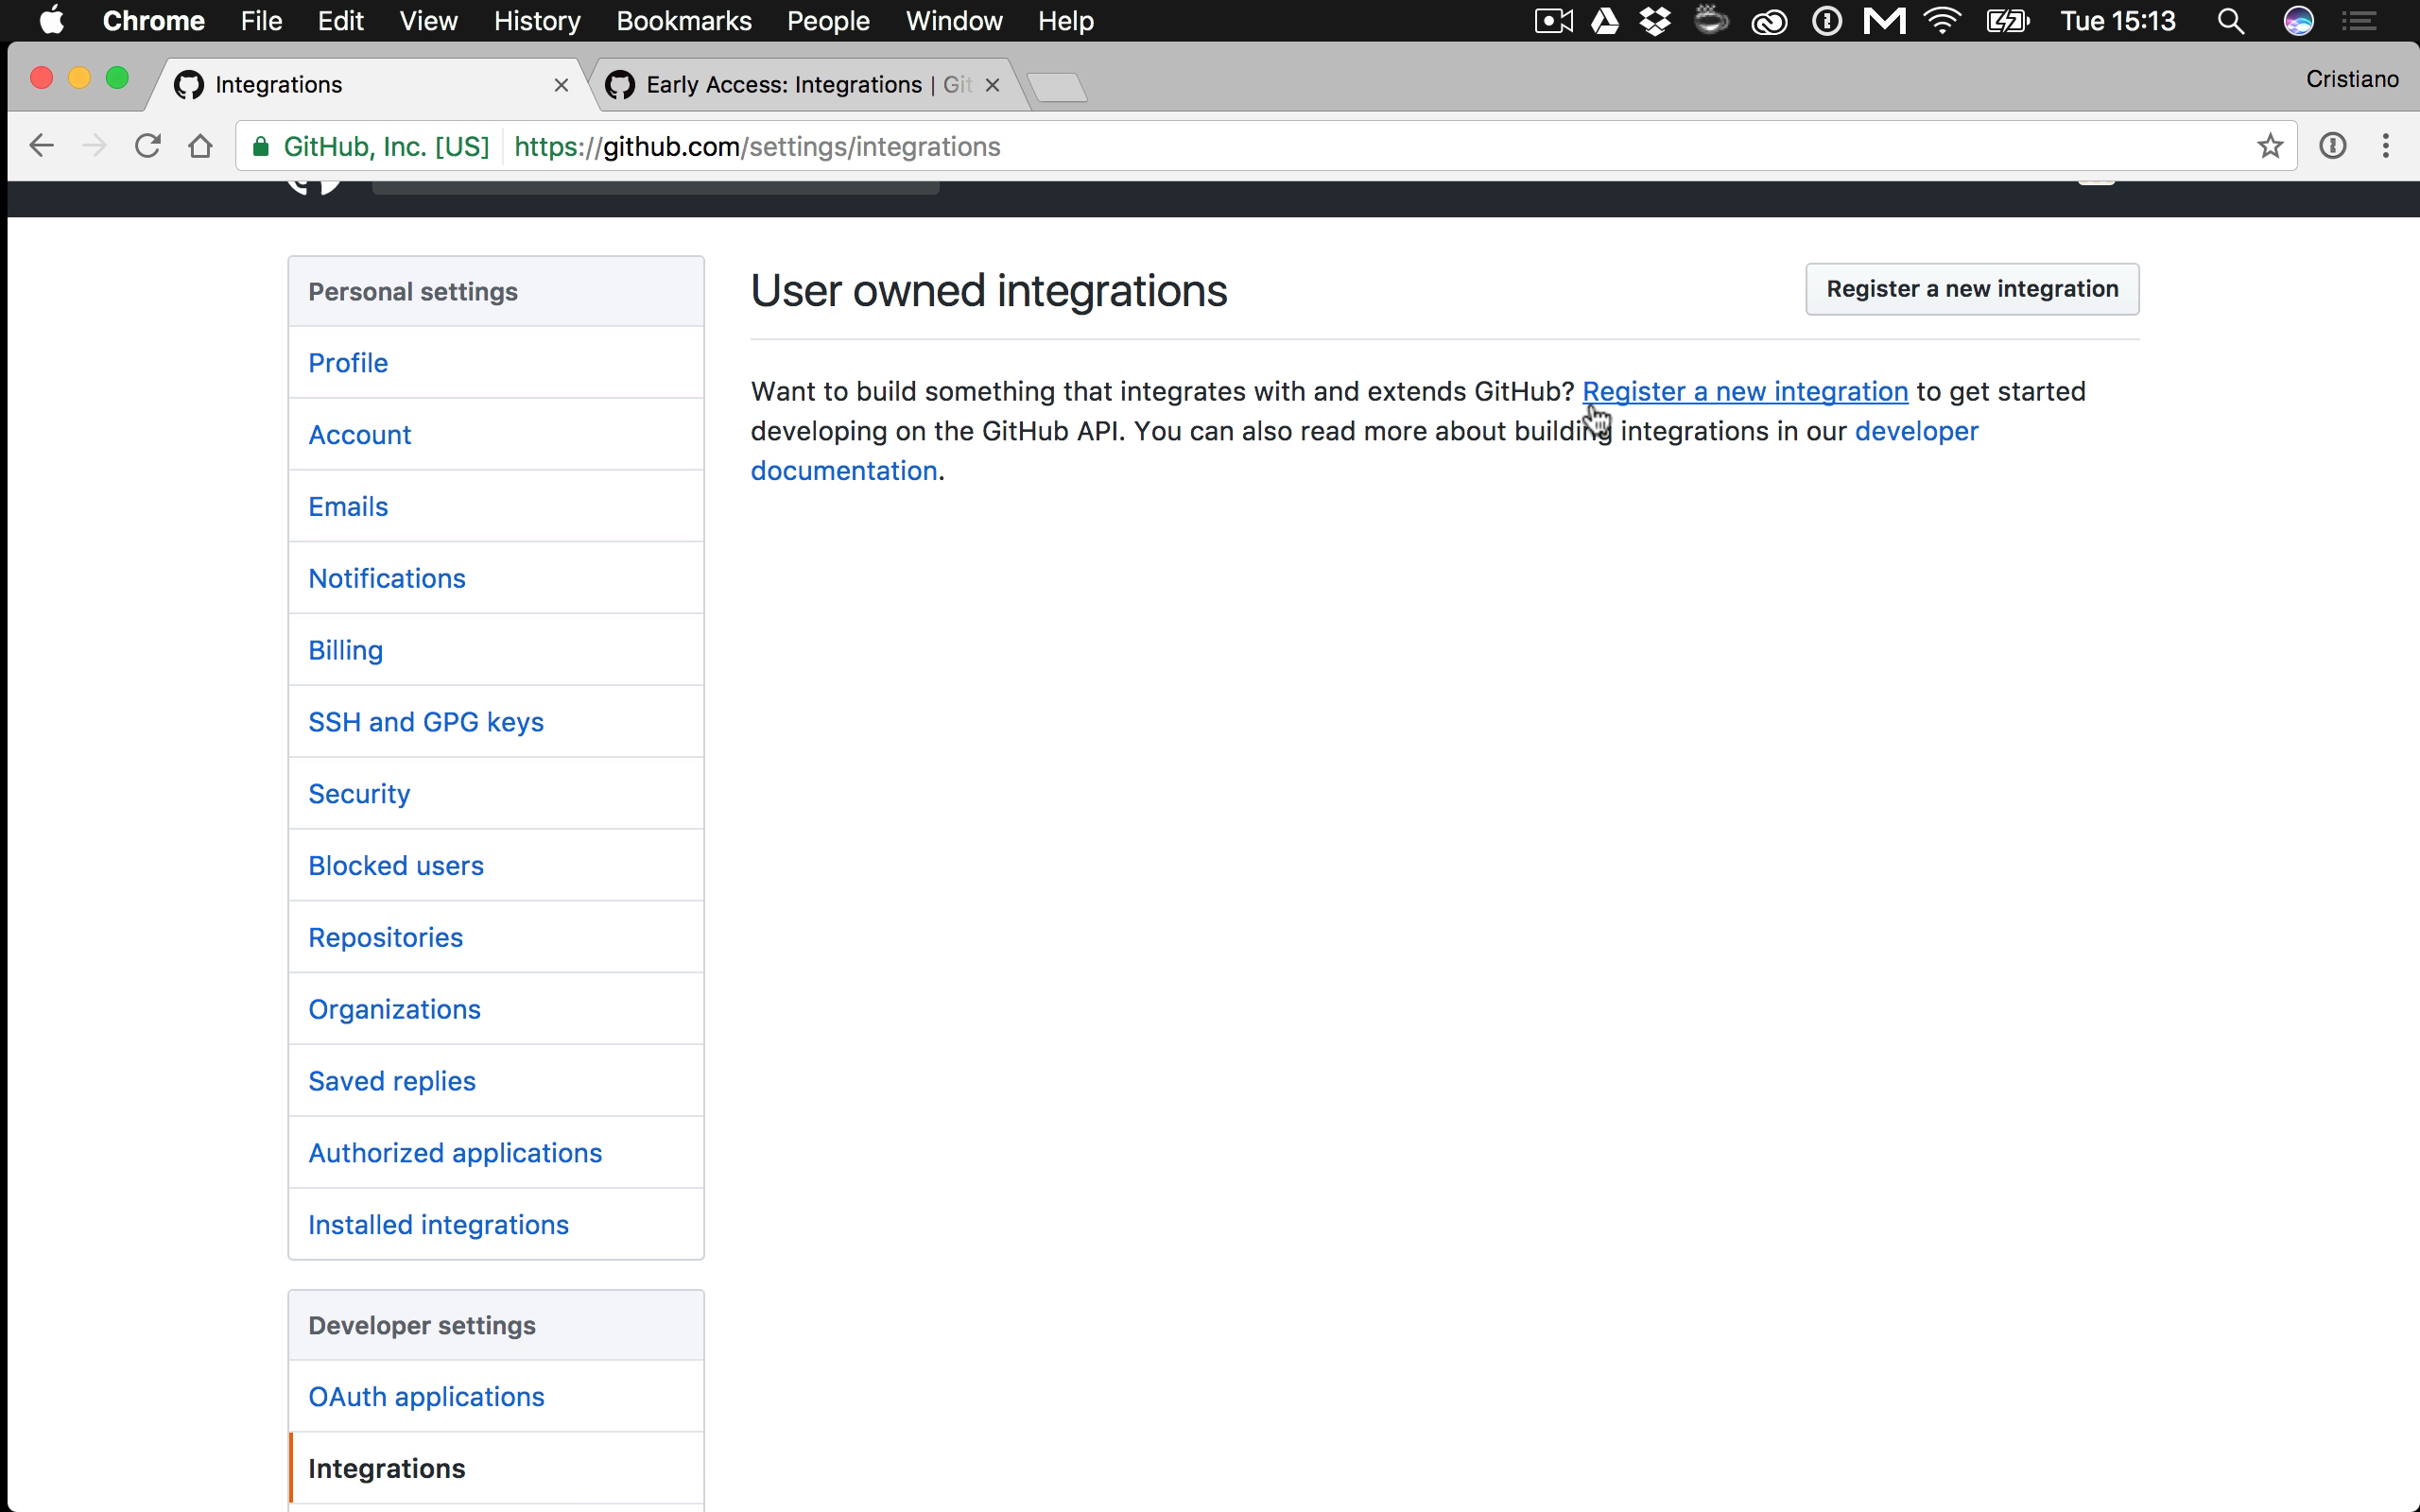 Chrome File Edit View History Bookmarks People Window Help Tue 15:13
Integrations Early Access: Integrations | Git Cristiano
GitHub, Inc. [US] https://github.com/settings/integrations
Personal settings
Profile
Account
Emails
Notifications
Billing
SSH and GPG keys
Security
Blocked users
Repositories
Organizations
Saved replies
Authorized applications
Installed integrations
Developer settings
OAuth applications
Integrations
User owned integrations
Register a new integration
Want to build something that integrates with and extends GitHub? Register a new integration to get started
developing on the GitHub API. You can also read more about building integrations in our developer
documentation.